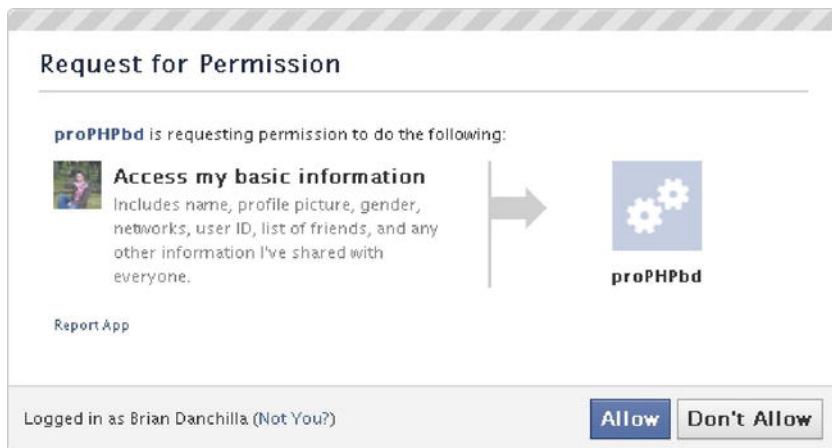 Request for Permission
proPHPbd is requesting permission to do the following:
Access my basic information
Includes name, profile picture, gender,
networks, user ID, list of friends, and any
other information I've shared with
everyone.
proPHPbd
Report App
Logged in as Brian Danchilla (Not You?)
Allow
Don't Allow